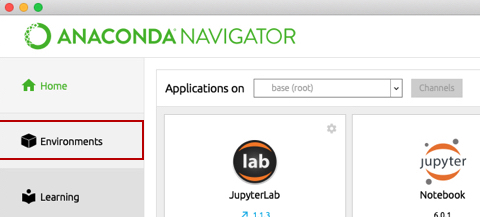 ANACONDA NAVIGATOR
Home
Applications on
base (root)
Channels
Environments
lab
jupyter
JupyterLab
Notebook
Learning
1.1.3
6.0.1